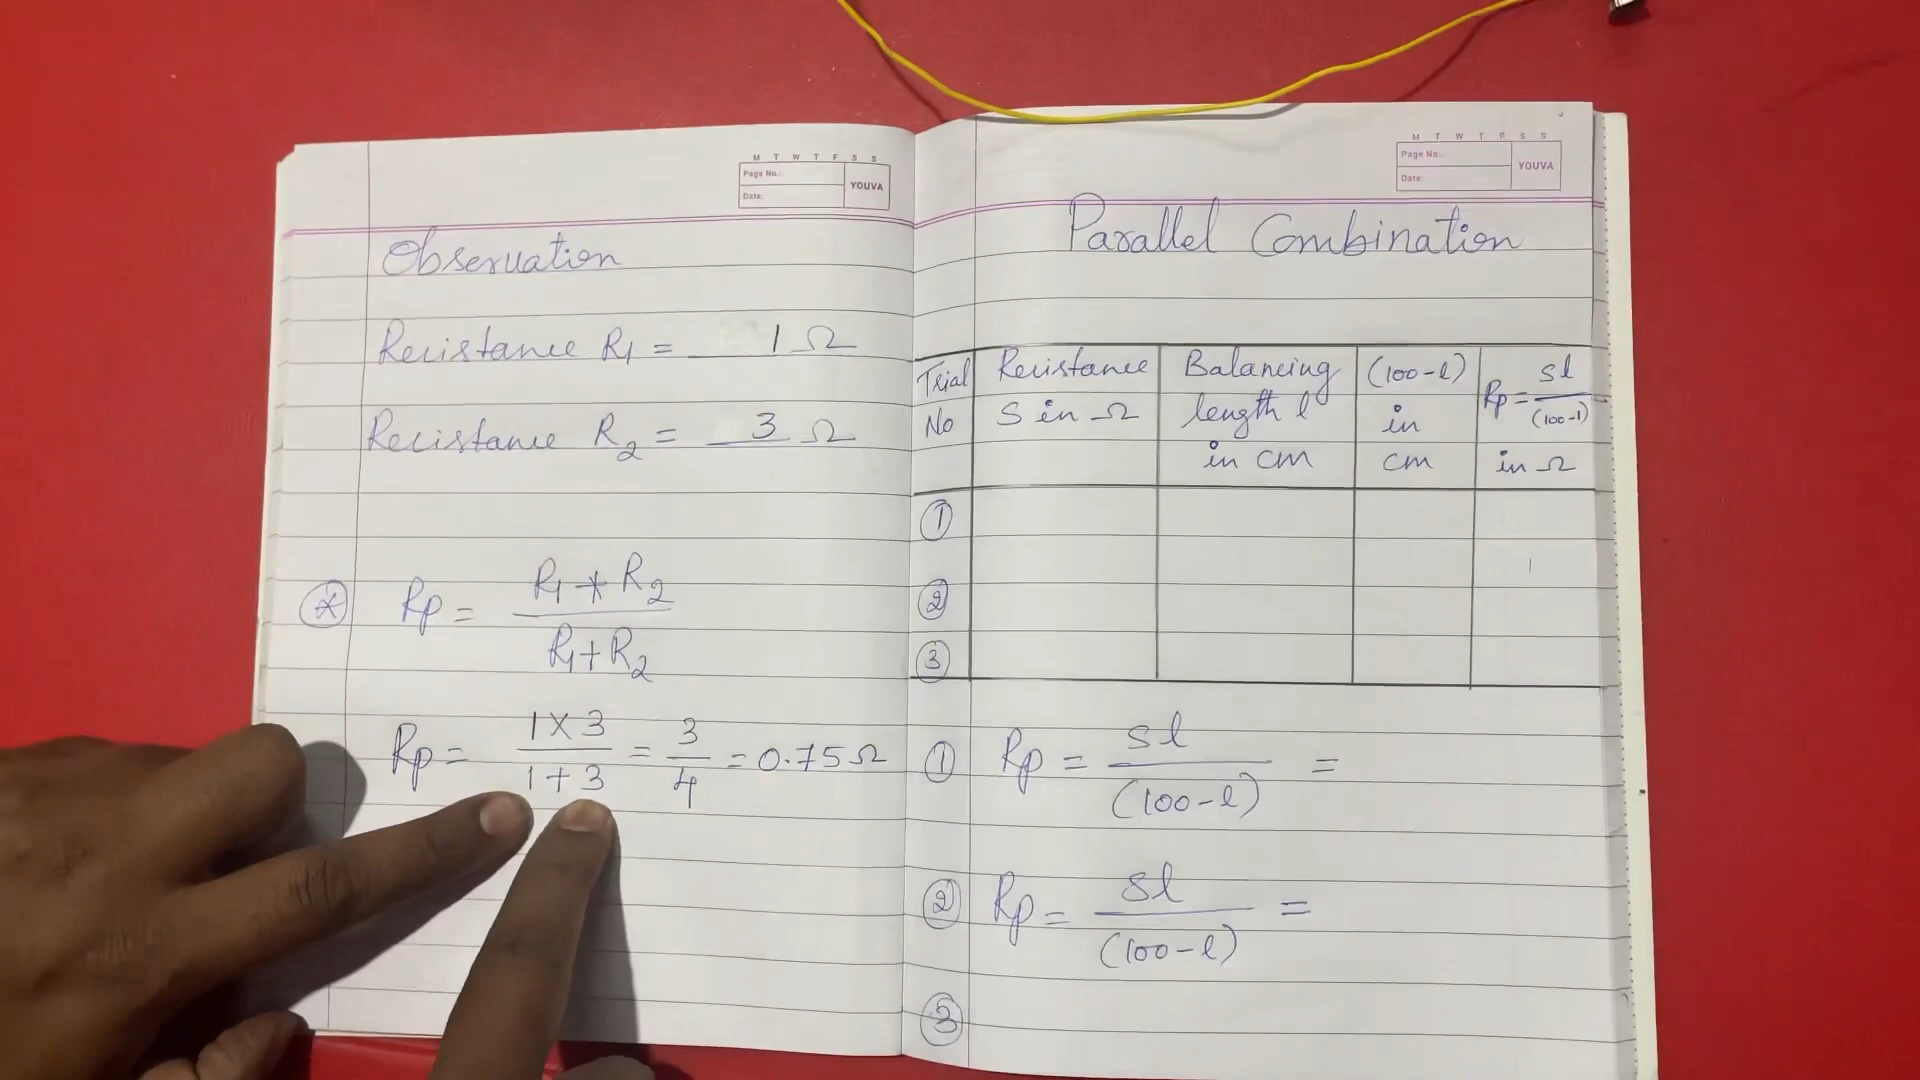 M T W T F S S
Page No.:
YOUVA
Date:
Observation
Resistance R1 = 1 Ω
Resistance R2 = 3 Ω
* Rp = R1 * R2 / R1 + R2
Rp = 1 x 3 / 1 + 3 = 3 / 4 = 0.75 Ω
M T W T F S S
Page No.:
YOUVA
Date:
Parallel Combination
Trial No
Resistance S in Ω
Balancing length l in cm
(100-l) in cm
Rp = Sl / (100-l) in Ω
1
2
3
1 Rp = Sl / (100-l) =
2 Rp = Sl / (100-l) =
3